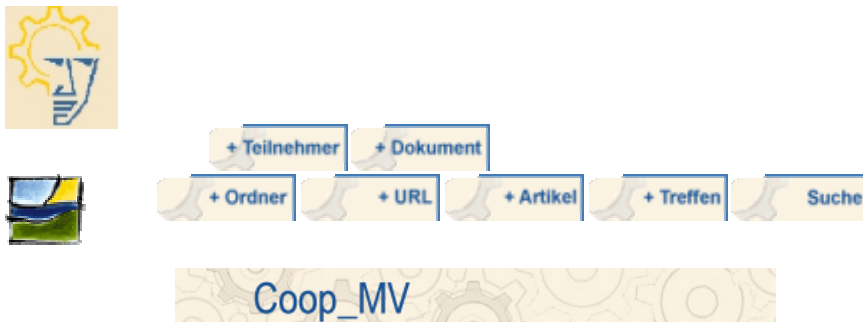 + Teilnehmer + Dokument
+ Ordner + URL + Artikel + Treffen Suche
Coop_MV